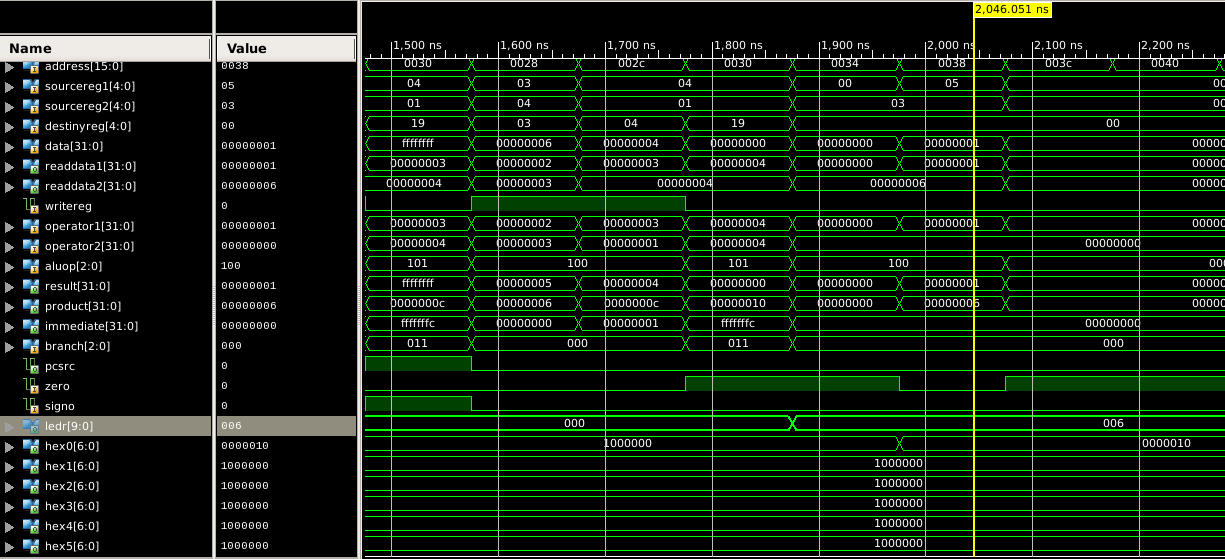 2,046.051 ns
Name Value 1,500 ns 1,600 ns 1,700 ns 1,800 ns 1,900 ns 2,000 ns 2,100 ns 2,200 ns
address[15:0] 0038 0030 0028 002c 0030 0034 0038 003c 0040
sourcereg1[4:0] 05 04 03 04 00 05 00
sourcereg2[4:0] 03 01 04 01 03 00
destinyreg[4:0] 00 19 03 04 19 00
data[31:0] 00000001 ffffffff 00000006 00000004 00000000 00000000 00000001 0000
readdata1[31:0] 00000001 00000003 00000002 00000003 00000004 00000000 00000001 0000
readdata2[31:0] 00000006 00000004 00000003 00000004 00000006 0000
writereg 0
operator1[31:0] 00000001 00000003 00000002 00000003 00000004 00000000 00000001 0000
operator2[31:0] 00000000 00000004 00000003 00000001 00000004 00000000
aluop[2:0] 100 101 100 101 100 00
result[31:0] 00000001 ffffffff 00000005 00000004 00000000 00000000 00000001 0000
product[31:0] 00000006 0000000c 00000006 0000000c 00000010 00000000 00000006 0000
immediate[31:0] 00000000 fffffffc 00000000 00000001 fffffffc 00000000
branch[2:0] 000 011 000 011 000
pcsrc 0
zero 0
signo 0
ledr[9:0] 006 000 006
hex0[6:0] 0000010 1000000 0000010
hex1[6:0] 1000000 1000000
hex2[6:0] 1000000 1000000
hex3[6:0] 1000000 1000000
hex4[6:0] 1000000 1000000
hex5[6:0] 1000000 1000000